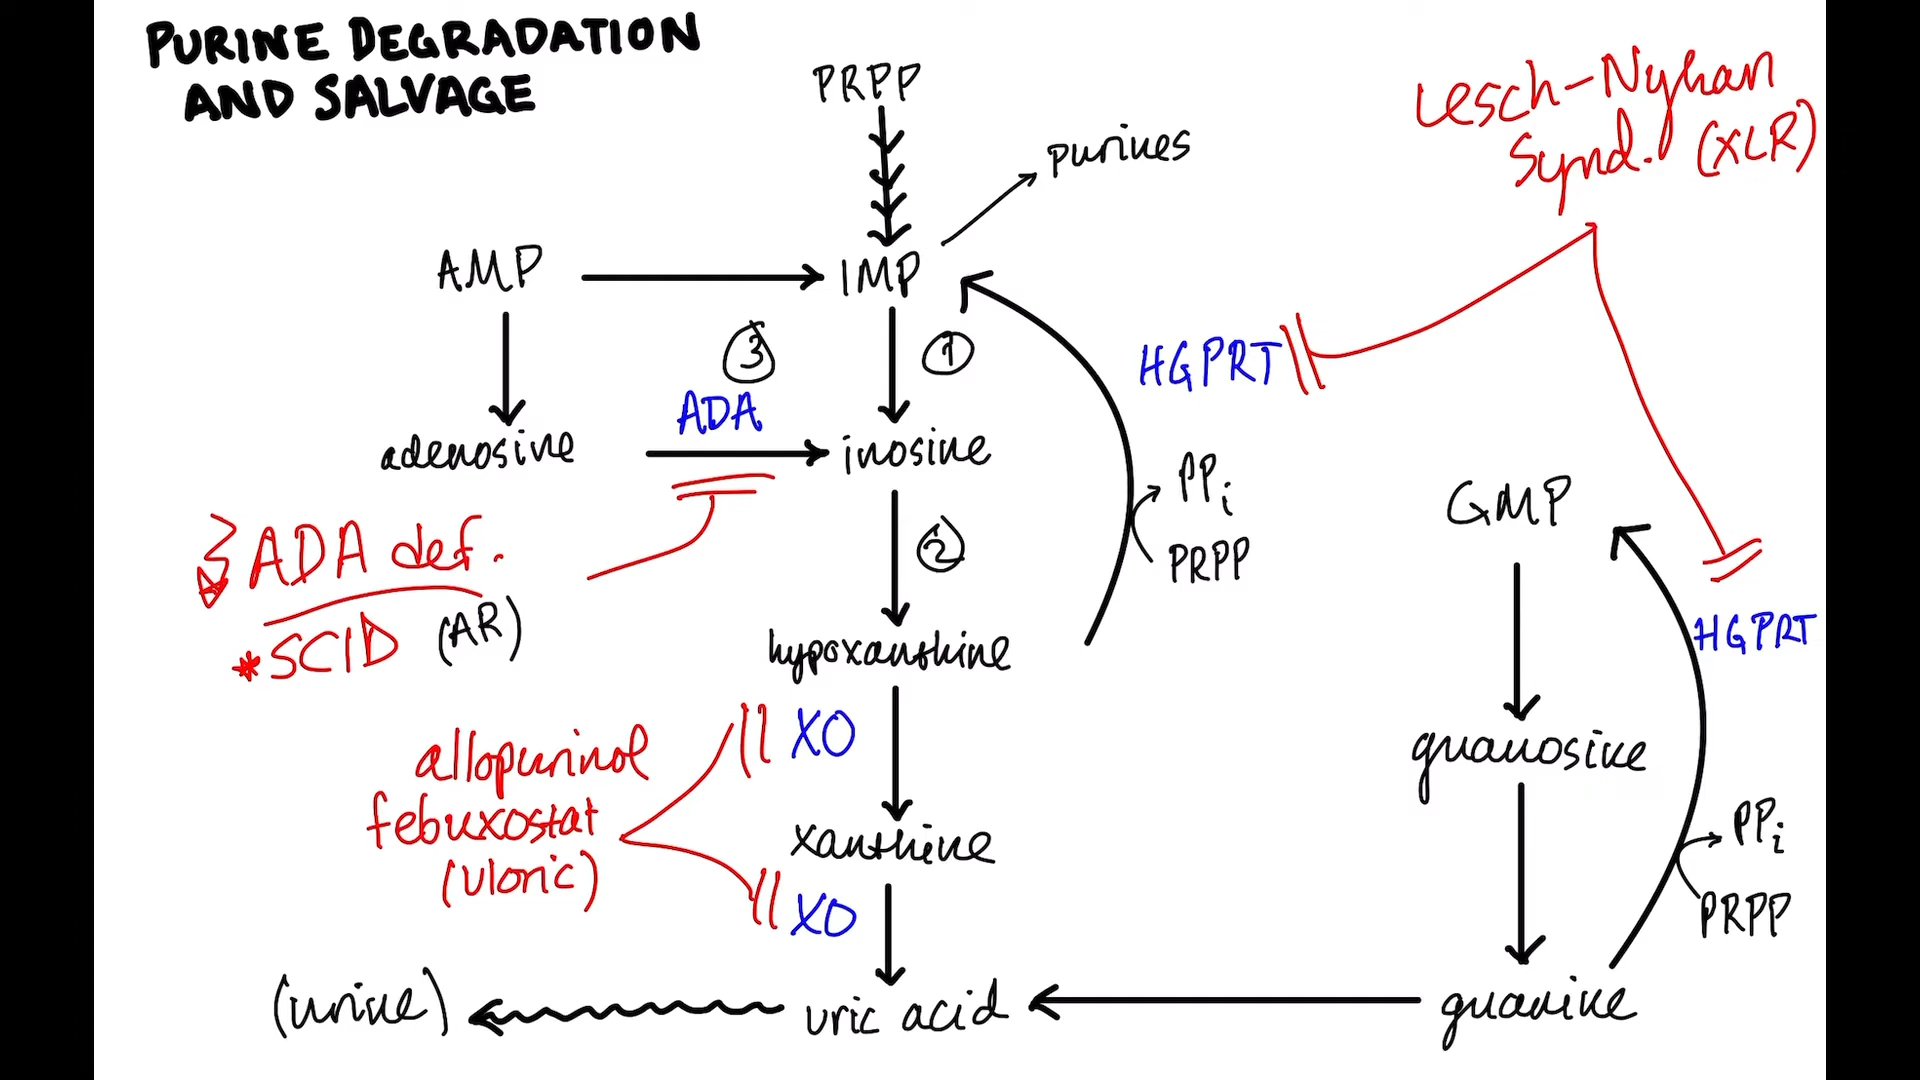 PURINE DEGRADATION
AND SALVAGE
PRPP
purines
Lesch-Nyhan
Synd. (XLR)
AMP
IMP
3
1
HGPRT
ADA
adenosine
inosine
PPi
PRPP
GMP
ADA def.
*SCID (AR)
2
hypoxanthine
HGPRT
allopurinol
febuxostat
(Uloric)
XO
guanosine
xanthine
PPi
PRPP
XO
(urine)
uric acid
guanine